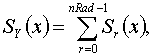 S_Y(x) = \sum_{r=0}^{nRad-1} S_r(x),